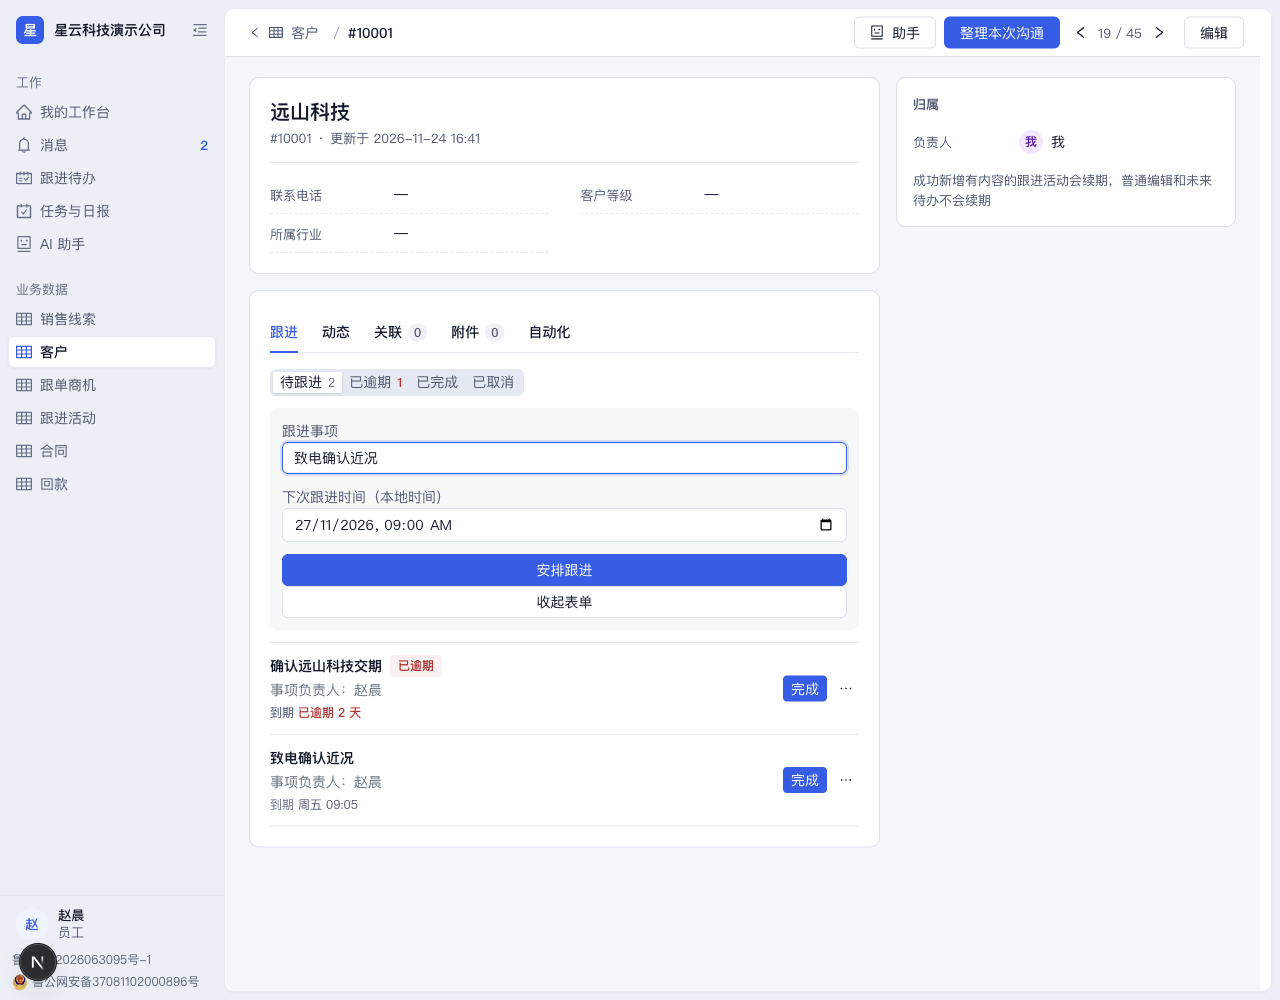 星 星云科技演示公司
工作
我的工作台
消息 2
跟进待办
任务与日报
AI 助手
业务数据
销售线索
客户
跟单商机
跟进活动
合同
回款
赵 赵晨
员工
2026063095号-1
公网安备37081102000896号
客户 / #10001
助手
整理本次沟通
19 / 45
编辑
远山科技
#10001 · 更新于 2026-11-24 16:41
联系电话 —
客户等级 —
所属行业 —
跟进 动态 关联 0 附件 0 自动化
待跟进 2 已逾期 1 已完成 已取消
跟进事项
致电确认近况
下次跟进时间（本地时间）
27/11/2026, 09:00 AM
安排跟进
收起表单
确认远山科技交期 已逾期
事项负责人：赵晨
到期 已逾期 2 天
完成 ···
致电确认近况
事项负责人：赵晨
到期 周五 09:05
完成 ···
归属
负责人 我 我
成功新增有内容的跟进活动会续期，普通编辑和未来
待办不会续期